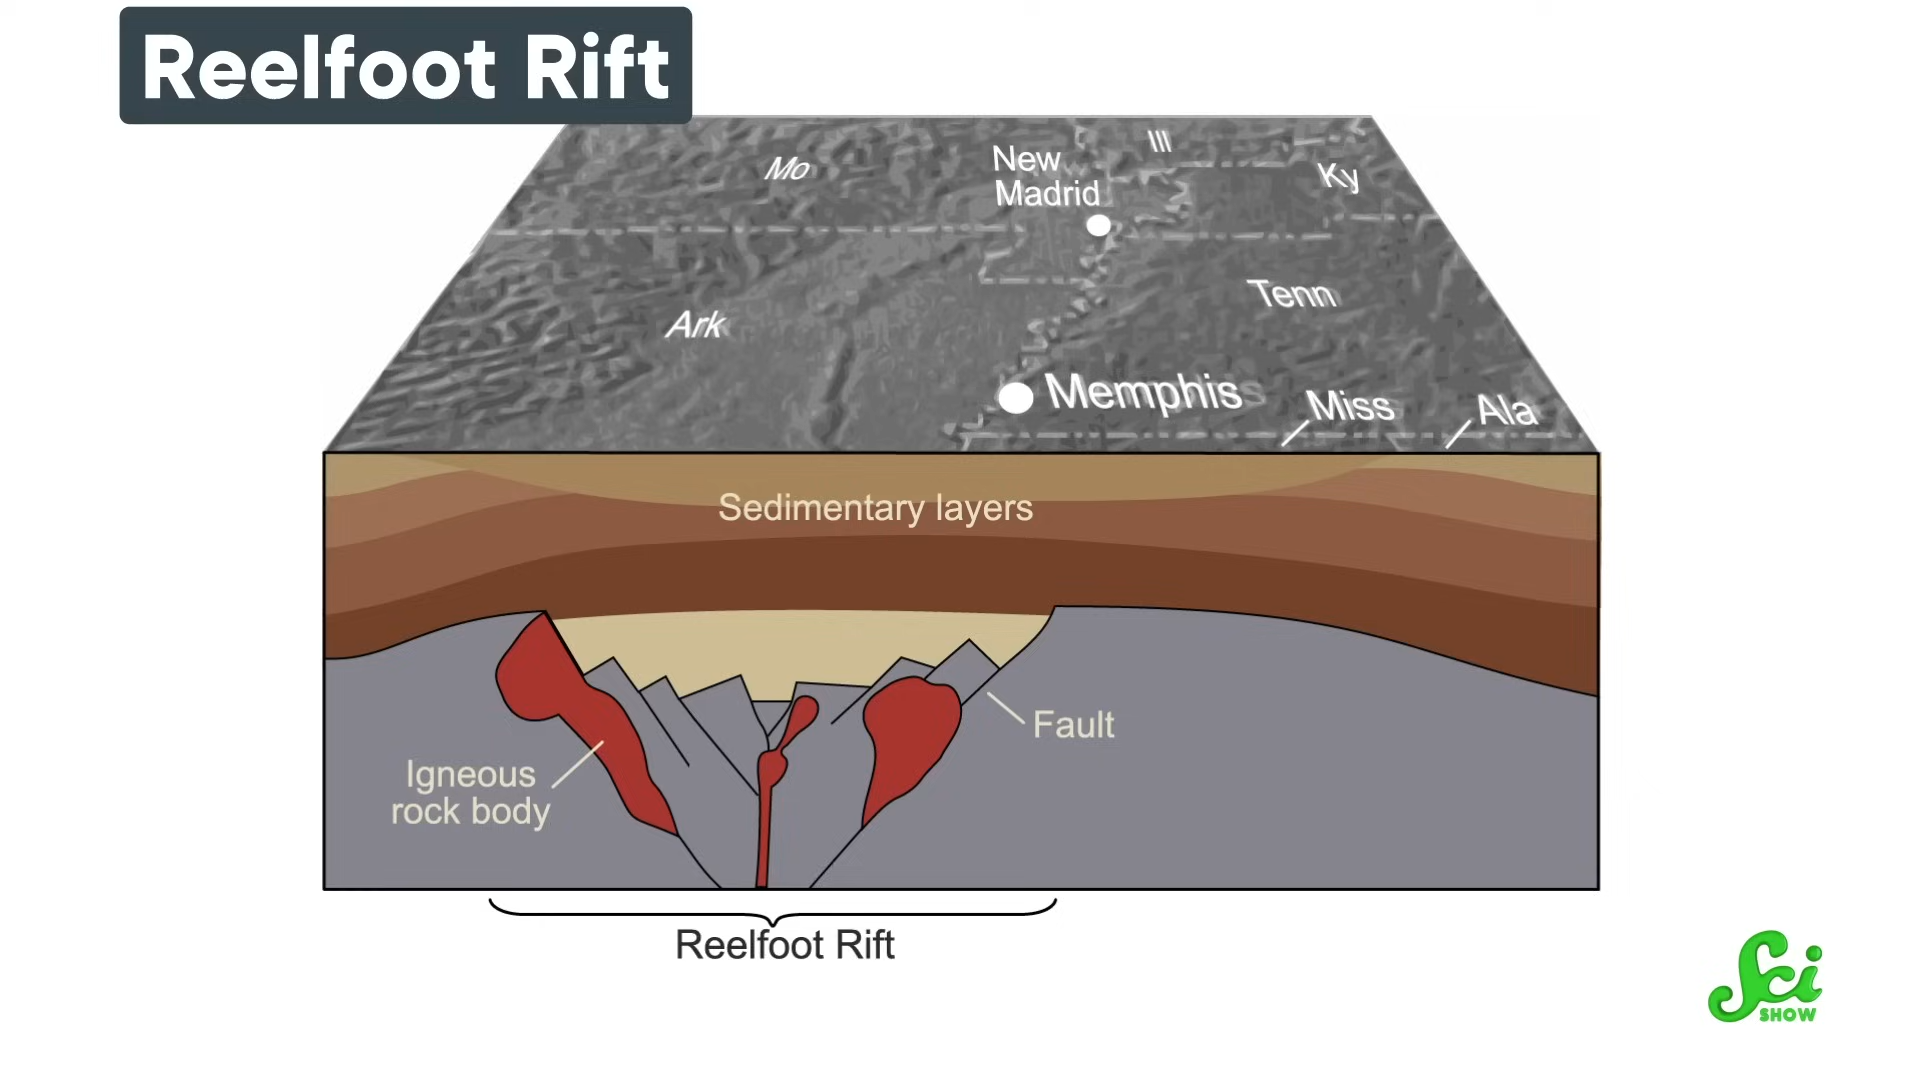 Reelfoot Rift
Mo
New
Madrid
Ill
Ky
Ark
Tenn
Memphis
Miss
Ala
Sedimentary layers
Fault
Igneous
rock body
Reelfoot Rift
Sci
SHOW